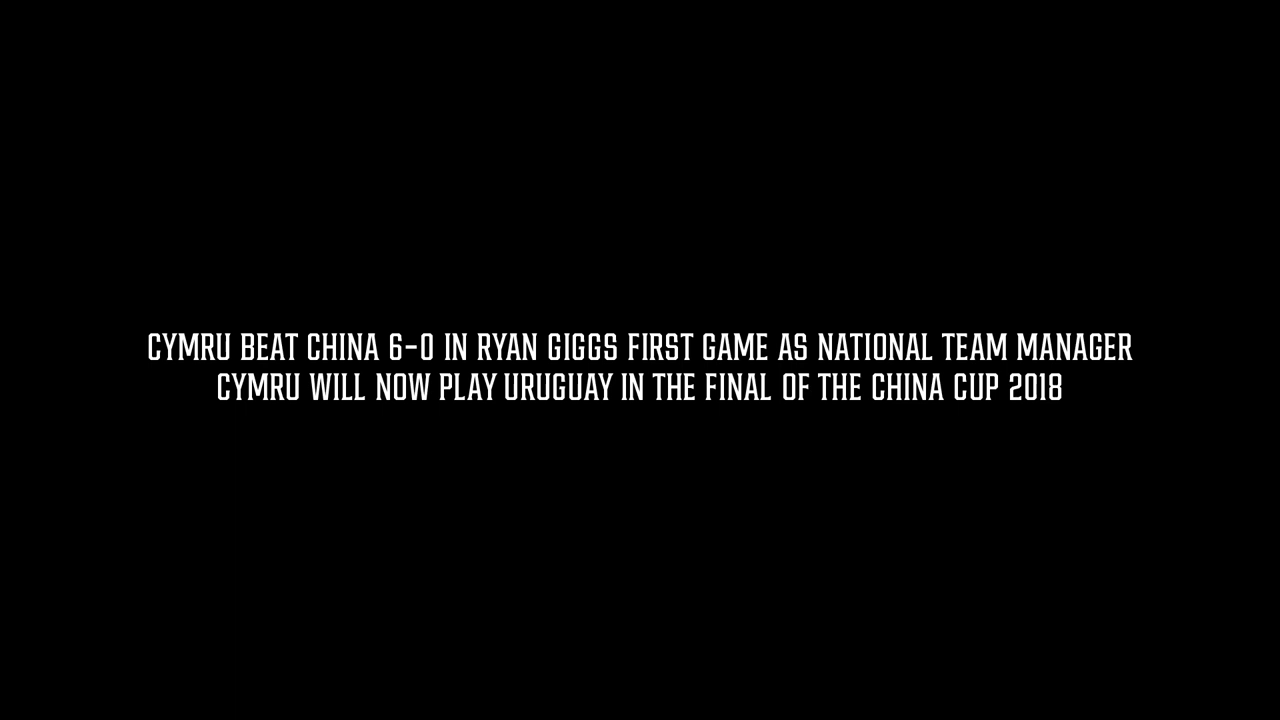 CYMRU BEAT CHINA 6-0 IN RYAN GIGGS FIRST GAME AS NATIONAL TEAM MANAGER
CYMRU WILL NOW PLAY URUGUAY IN THE FINAL OF THE CHINA CUP 2018